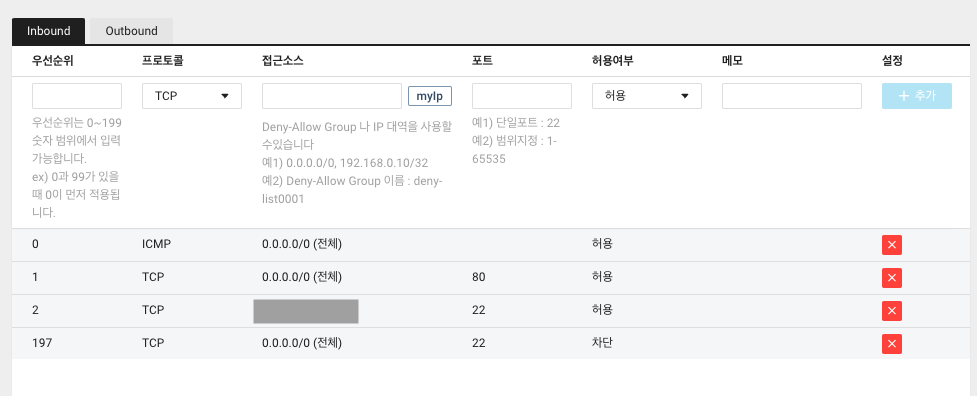 Inbound Outbound
우선순위 프로토콜 접근소스 포트 허용여부 메모 설정
TCP myIp 허용 + 추가
우선순위는 0~199
숫자 범위에서 입력
가능합니다.
ex) 0과 99가 있을
때 0이 먼저 적용됩
니다.
Deny-Allow Group 나 IP 대역을 사용할
수있습니다
예1) 0.0.0.0/0, 192.168.0.10/32
예2) Deny-Allow Group 이름 : deny-
list0001
예1) 단일포트 : 22
예2) 범위지정 : 1-
65535
0 ICMP 0.0.0.0/0 (전체) 허용
1 TCP 0.0.0.0/0 (전체) 80 허용
2 TCP 22 허용
197 TCP 0.0.0.0/0 (전체) 22 차단